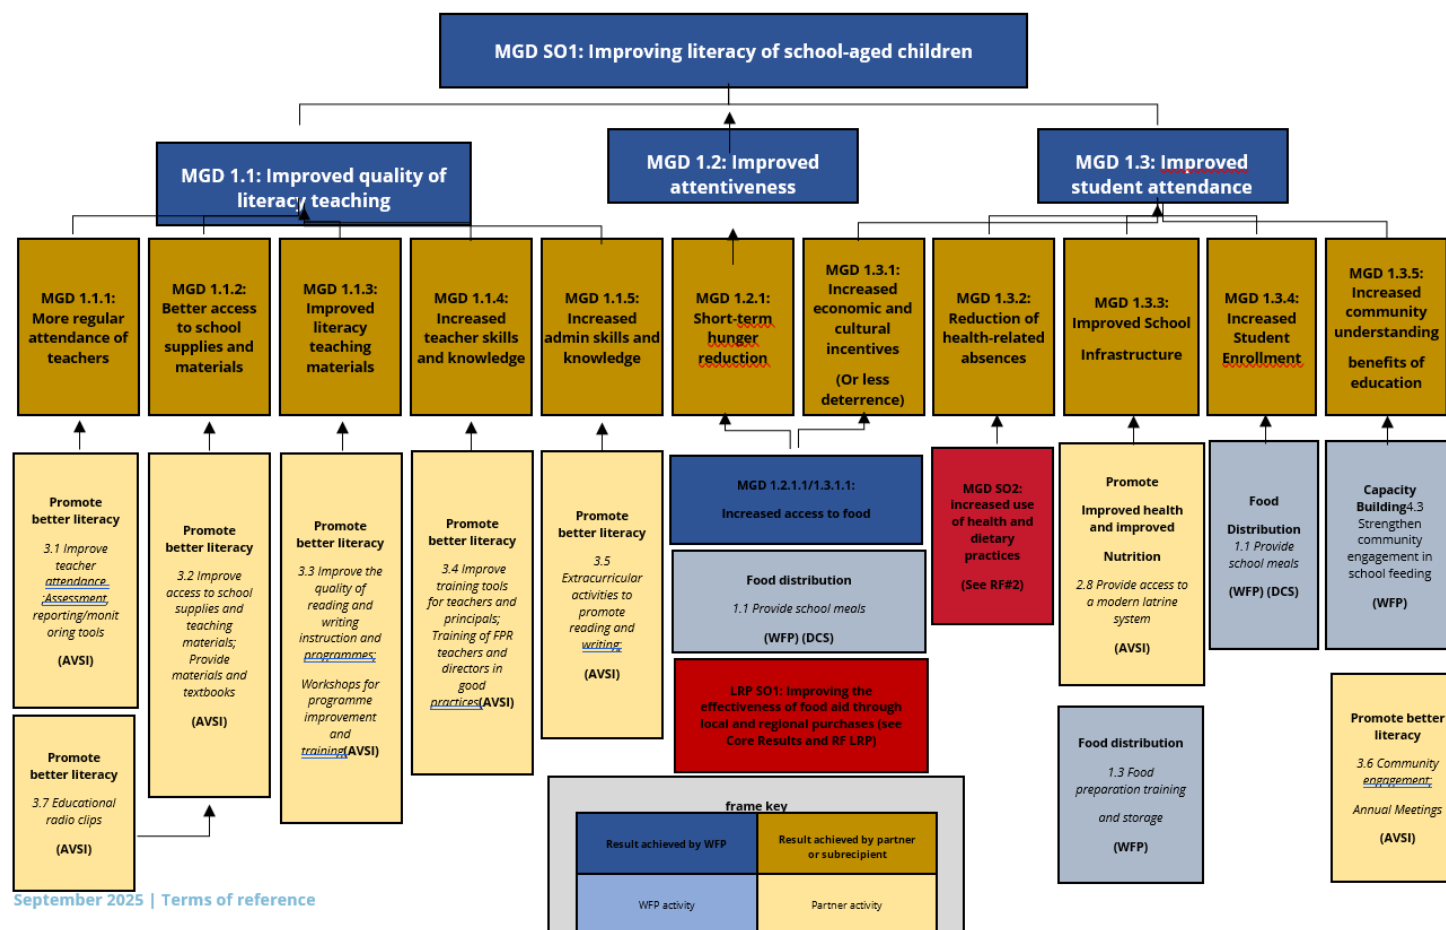 MGD SO1: Improving literacy of school-aged children
MGD 1.1: Improved quality of
literacy teaching
MGD 1.2: Improved
attentiveness
MGD 1.3: Improved
student attendance
MGD 1.1.1:
More regular
attendance of
teachers
MGD 1.1.2:
Better access
to school
supplies and
materials
MGD 1.1.3:
Improved
literacy
teaching
materials
MGD 1.1.4:
Increased
teacher skills
and knowledge
MGD 1.1.5:
Increased
admin skills and
knowledge
MGD 1.2.1:
Short-term
hunger
reduction
MGD 1.3.1:
Increased
economic and
cultural
incentives
(Or less
deterrence)
MGD 1.3.2:
Reduction of
health-related
absences
MGD 1.3.3:
Improved School
Infrastructure
MGD 1.3.4:
Increased
Student
Enrollment
MGD 1.3.5:
Increased
community
understanding
benefits of
education
Promote
better literacy
3.1 Improve
teacher
attendance
;Assessment,
reporting/monit
oring tools
(AVSI)
Promote
better literacy
3.7 Educational
radio clips
(AVSI)
Promote
better literacy
3.2 Improve
access to school
supplies and
teaching
materials;
Provide
materials and
textbooks
(AVSI)
Promote
better literacy
3.3 Improve the
quality of
reading and
writing
instruction and
programmes;
Workshops for
programme
improvement
and
training(AVSI)
Promote
better literacy
3.4 Improve
training tools
for teachers and
principals;
Training of FPR
teachers and
directors in
good
practices(AVSI)
Promote
better literacy
3.5
Extracurricular
activities to
promote
reading and
writing;
(AVSI)
MGD 1.2.1.1/1.3.1.1:
Increased access to food
Food distribution
1.1 Provide school meals
(WFP) (DCS)
LRP SO1: Improving the
effectiveness of food aid through
local and regional purchases (see
Core Results and RF LRP)
MGD SO2:
increased use
of health and
dietary
practices
(See RF#2)
Promote
Improved health
and improved
Nutrition
2.8 Provide access to
a modern latrine
system
(AVSI)
Food distribution
1.3 Food
preparation training
and storage
(WFP)
Food
Distribution
1.1 Provide
school meals
(WFP) (DCS)
Capacity
Building4.3
Strengthen
community
engagement in
school feeding
(WFP)
Promote better
literacy
3.6 Community
engagement;
Annual Meetings
(AVSI)
frame key
Result achieved by WFP
Result achieved by partner
or subrecipient
WFP activity
Partner activity
September 2025 | Terms of reference